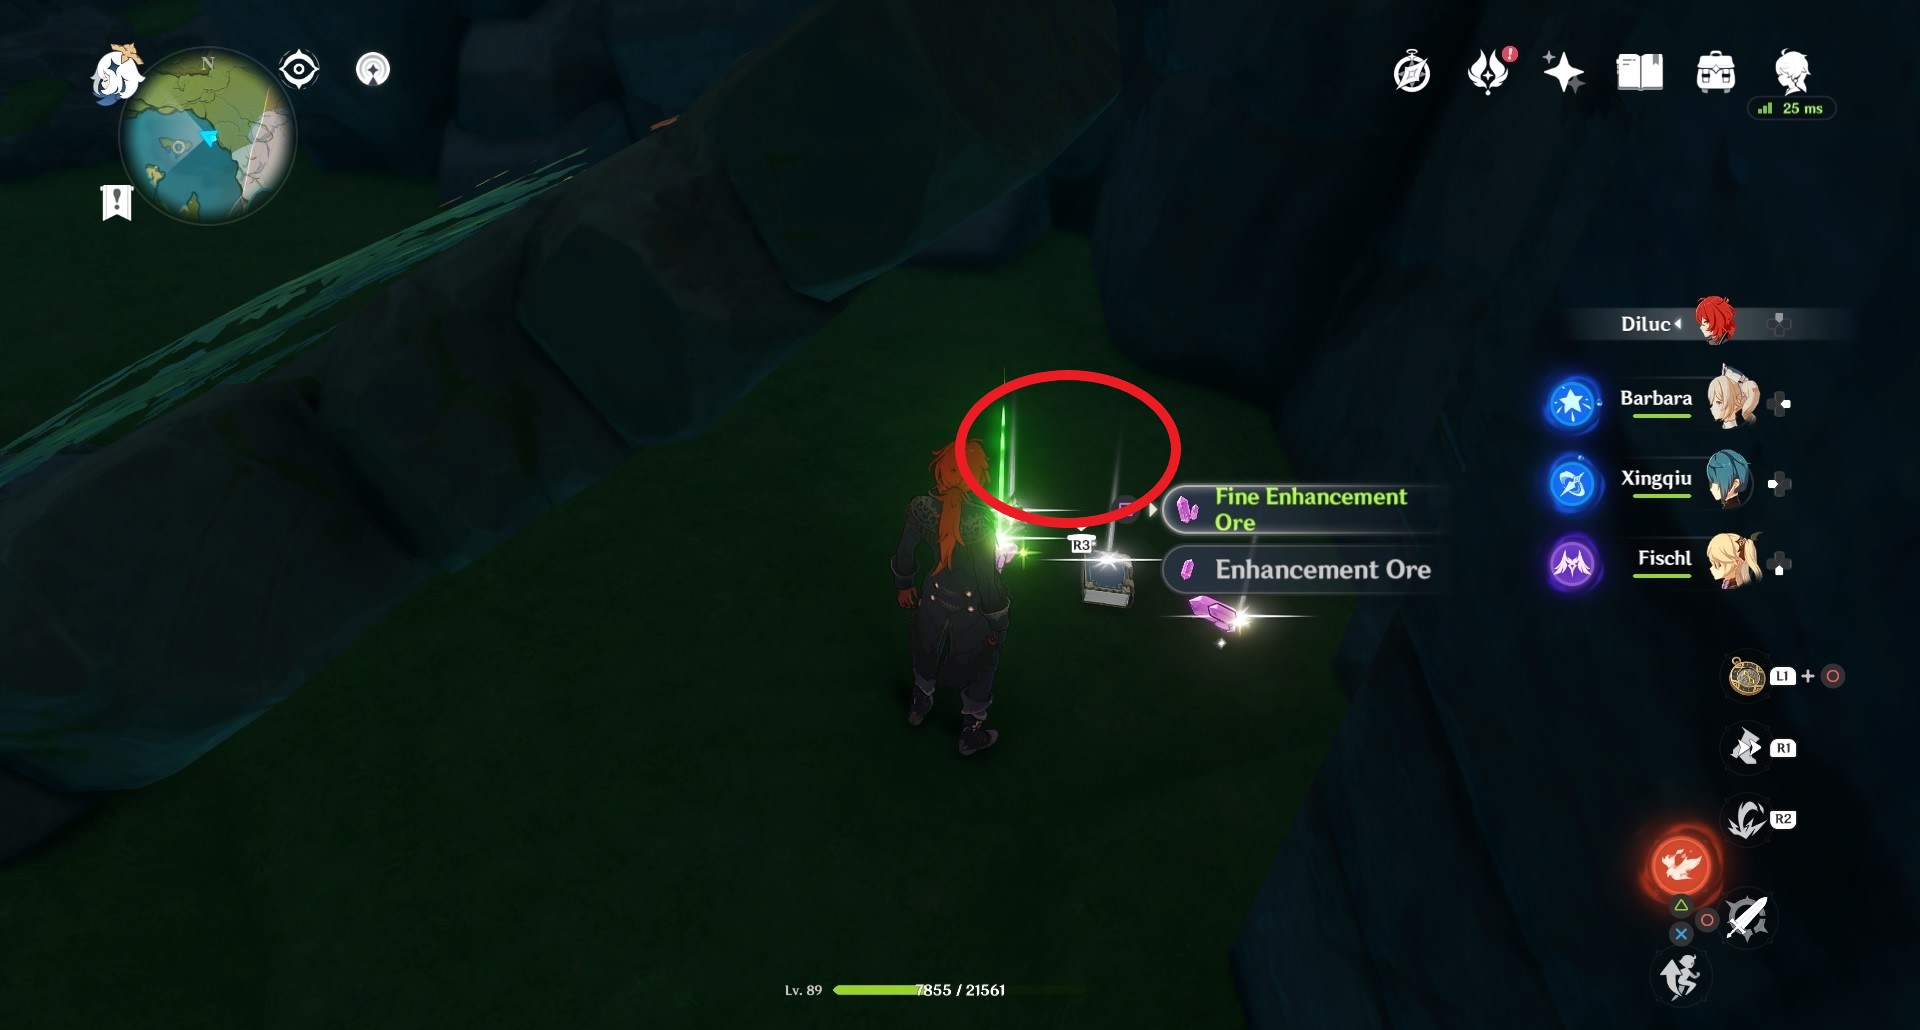 N
25 ms
Diluc
Barbara
Xingqiu
Fischl
Fine Enhancement
Ore
R3
Enhancement Ore
L1 +
R1
R2
Lv. 89 7855 / 21561